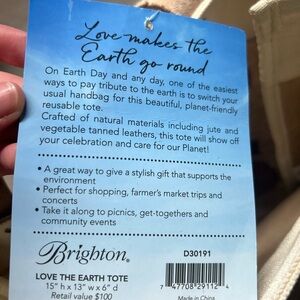 Love makes the
Earth go round
On Earth Day and any day, one of the easiest
ways to pay tribute to the earth is to switch your
usual handbag for this beautiful, planet-friendly
reusable tote.
Crafted of natural materials including jute and
vegetable tanned leathers, this tote will show off
your celebration and care for our Planet!
• A great way to give a stylish gift that supports the
environment
• Perfect for shopping, farmer's market trips and
concerts
• Take it along to picnics, get-togethers and
community events
Brighton®
D30191
LOVE THE EARTH TOTE
15" h x 13" w x 6" d
Retail value $100
7 47708 29112 4
Made in China